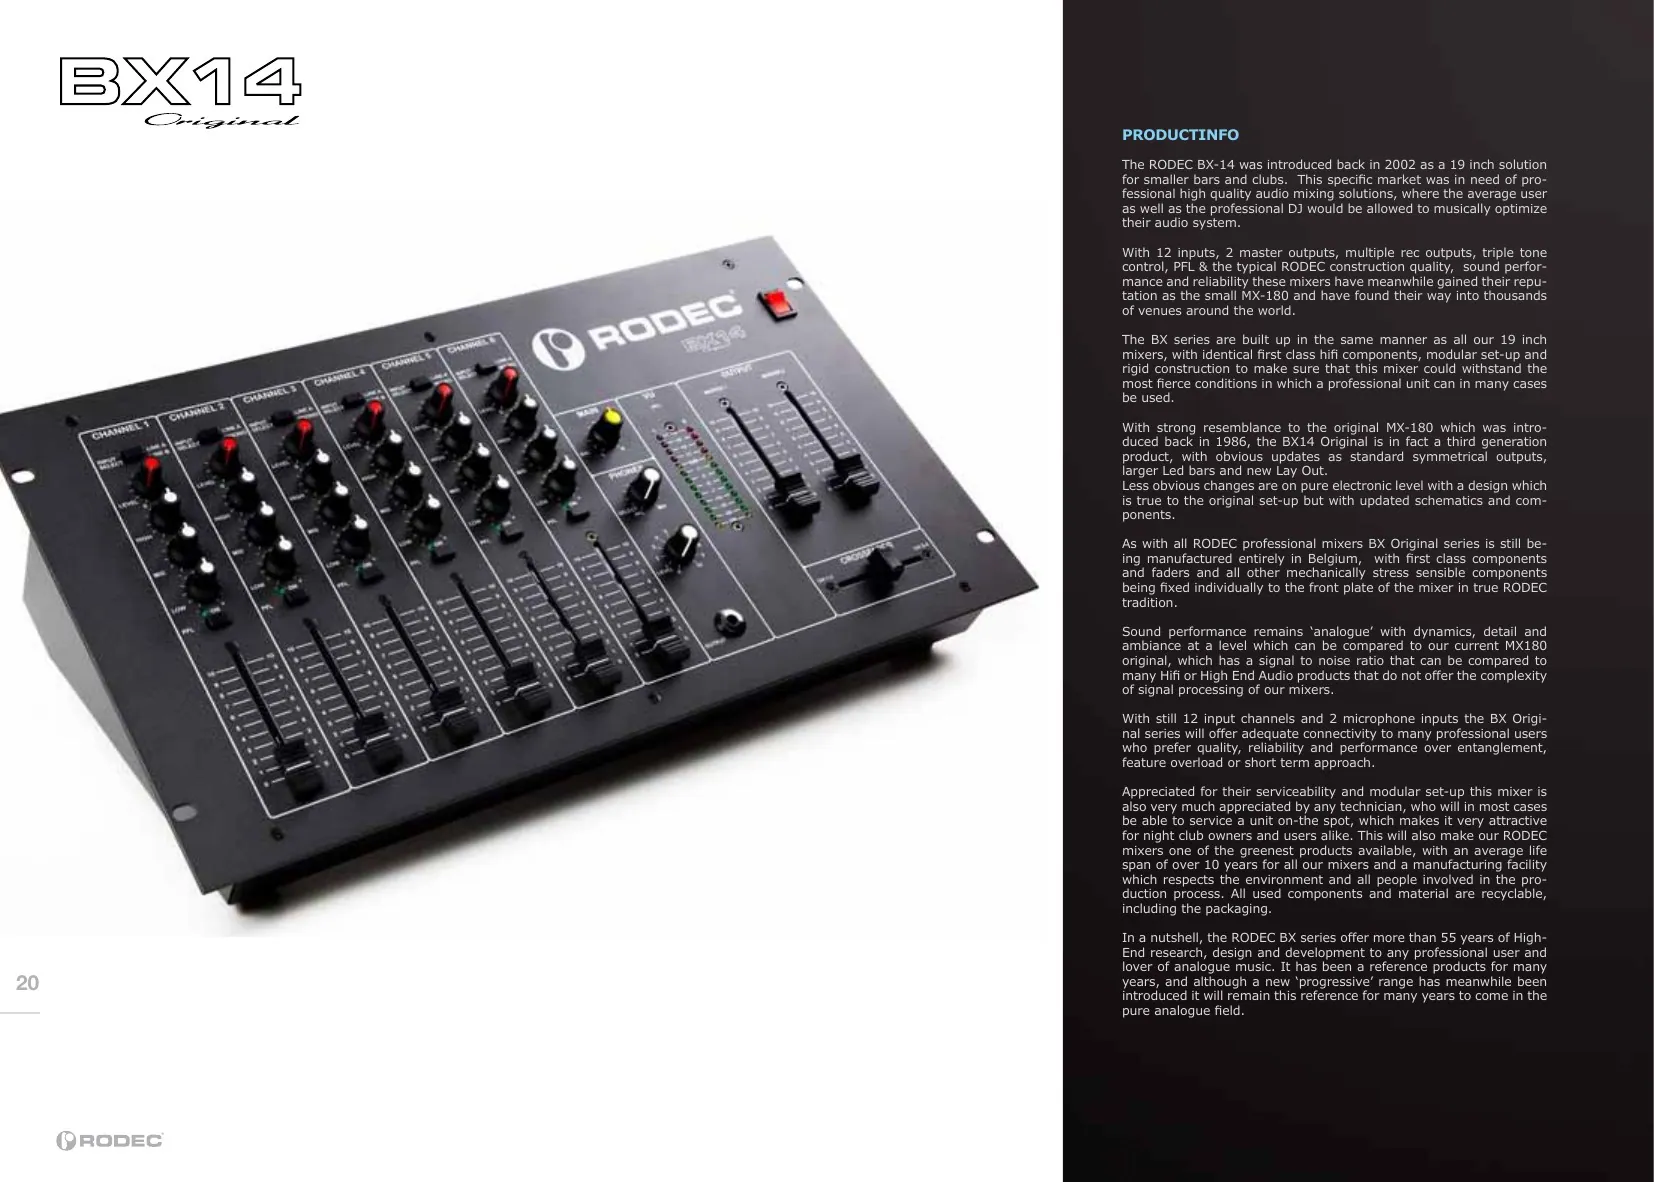 BX14
Original
RODEC
BX14
CHANNEL 1
CHANNEL 2
CHANNEL 3
CHANNEL 4
CHANNEL 5
CHANNEL 6
MAIN
VU
OUTPUT
PHONES
CROSSFADER
INPUT
SELECT
LEVEL
HIGH
MID
LOW
PFL
ON
20
RODEC
PRODUCTINFO
The RODEC BX-14 was introduced back in 2002 as a 19 inch solution
for smaller bars and clubs.  This specific market was in need of pro-
fessional high quality audio mixing solutions, where the average user
as well as the professional DJ would be allowed to musically optimize
their audio system.
With 12 inputs, 2 master outputs, multiple rec outputs, triple tone
control, PFL & the typical RODEC construction quality,  sound perfor-
mance and reliability these mixers have meanwhile gained their repu-
tation as the small MX-180 and have found their way into thousands
of venues around the world.
The BX series are built up in the same manner as all our 19 inch
mixers, with identical first class hifi components, modular set-up and
rigid construction to make sure that this mixer could withstand the
most fierce conditions in which a professional unit can in many cases
be used.
With strong resemblance to the original MX-180 which was intro-
duced back in 1986, the BX14 Original is in fact a third generation
product, with obvious updates as standard symmetrical outputs,
larger Led bars and new Lay Out.
Less obvious changes are on pure electronic level with a design which
is true to the original set-up but with updated schematics and com-
ponents.
As with all RODEC professional mixers BX Original series is still be-
ing manufactured entirely in Belgium,  with first class components
and faders and all other mechanically stress sensible components
being fixed individually to the front plate of the mixer in true RODEC
tradition.
Sound performance remains ‘analogue’ with dynamics, detail and
ambiance at a level which can be compared to our current MX180
original, which has a signal to noise ratio that can be compared to
many Hifi or High End Audio products that do not offer the complexity
of signal processing of our mixers.
With still 12 input channels and 2 microphone inputs the BX Origi-
nal series will offer adequate connectivity to many professional users
who prefer quality, reliability and performance over entanglement,
feature overload or short term approach.
Appreciated for their serviceability and modular set-up this mixer is
also very much appreciated by any technician, who will in most cases
be able to service a unit on-the spot, which makes it very attractive
for night club owners and users alike. This will also make our RODEC
mixers one of the greenest products available, with an average life
span of over 10 years for all our mixers and a manufacturing facility
which respects the environment and all people involved in the pro-
duction process. All used components and material are recyclable,
including the packaging.
In a nutshell, the RODEC BX series offer more than 55 years of High-
End research, design and development to any professional user and
lover of analogue music. It has been a reference products for many
years, and although a new ‘progressive’ range has meanwhile been
introduced it will remain this reference for many years to come in the
pure analogue field.